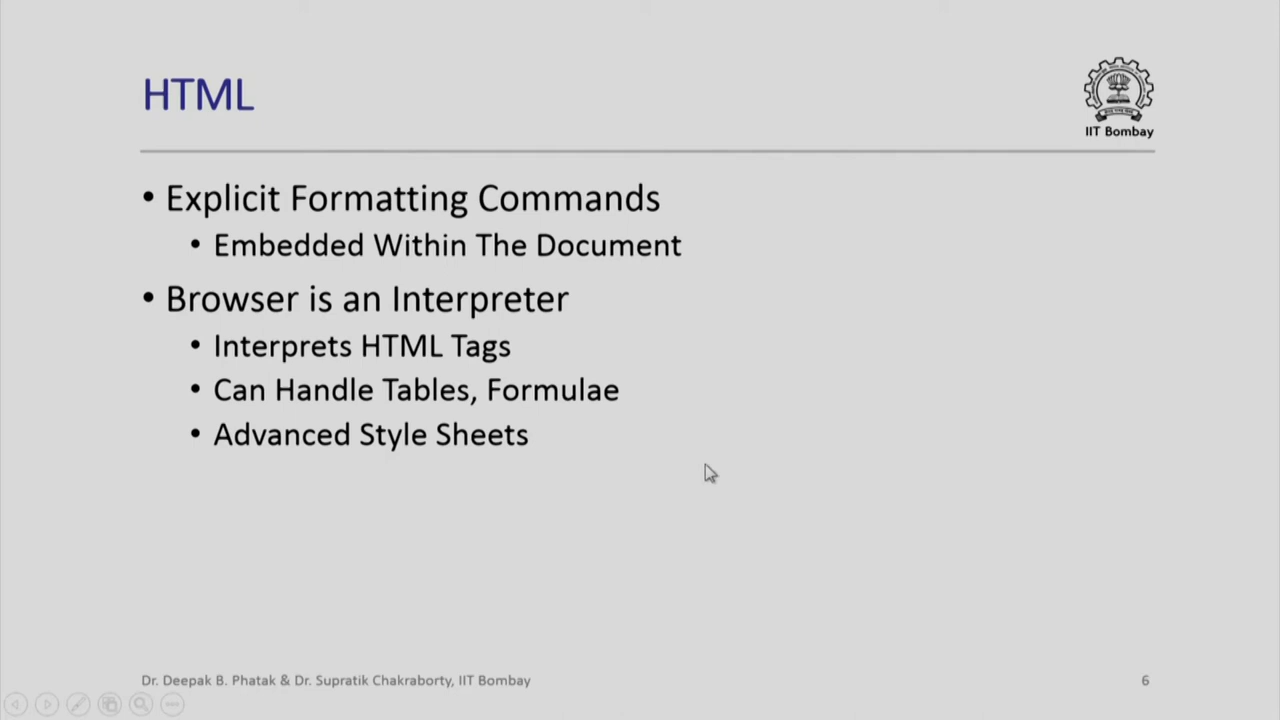 HTML
IIT Bombay
• Explicit Formatting Commands
• Embedded Within The Document
• Browser is an Interpreter
• Interprets HTML Tags
• Can Handle Tables, Formulae
• Advanced Style Sheets
Dr. Deepak B. Phatak & Dr. Supratik Chakraborty, IIT Bombay
6